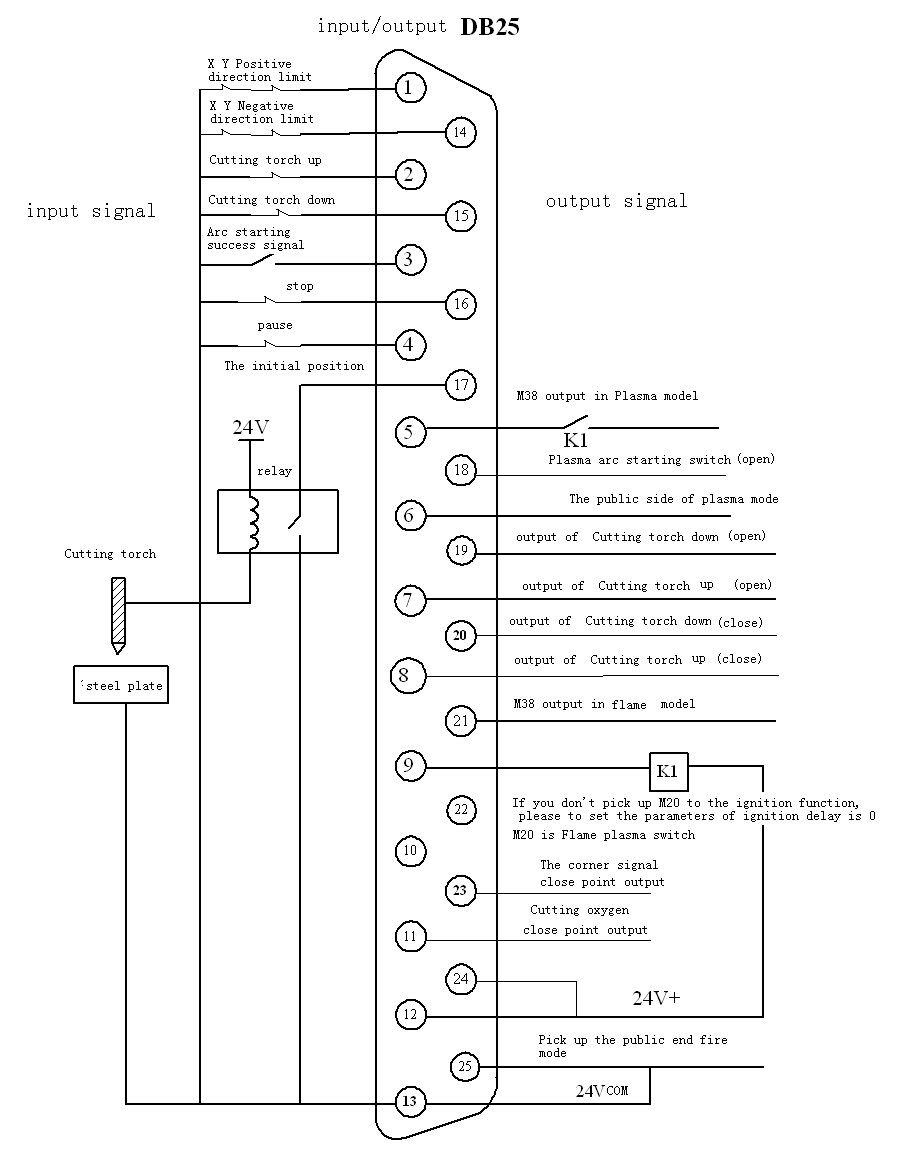 input/output DB25
X Y Positive
direction limit
1
X Y Negative
direction limit
14
Cutting torch up
2
input signal
Cutting torch down
15
output signal
Arc starting
success signal
3
stop
16
pause
4
The initial position
17
M38 output in Plasma model
5
K1
24V
relay
18
Plasma arc starting switch (open)
6
The public side of plasma mode
Cutting torch
19
output of Cutting torch down (open)
7
output of Cutting torch up (open)
20
output of Cutting torch down (close)
8
output of Cutting torch up (close)
steel plate
21
M38 output in flame model
9
K1
22
If you don't pick up M20 to the ignition function,
please to set the parameters of ignition delay is 0
M20 is Flame plasma switch
10
The corner signal
close point output
23
Cutting oxygen
close point output
11
24
24V+
12
Pick up the public end fire
mode
25
24VCOM
13